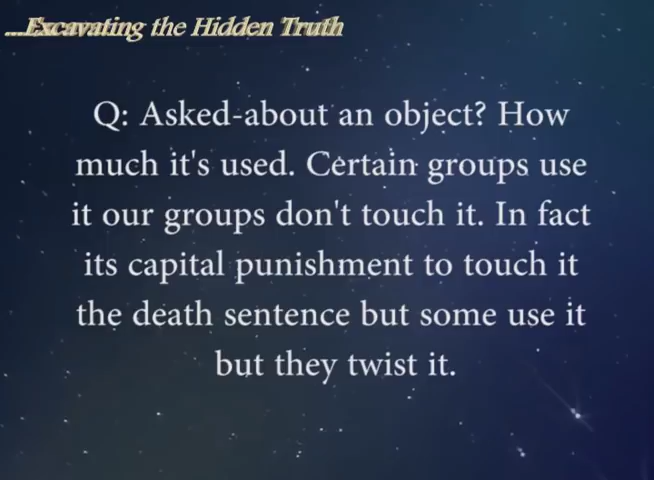 ...Excavating the Hidden Truth
Q: Asked-about an object? How
much it's used. Certain groups use
it our groups don't touch it. In fact
its capital punishment to touch it
the death sentence but some use it
but they twist it.